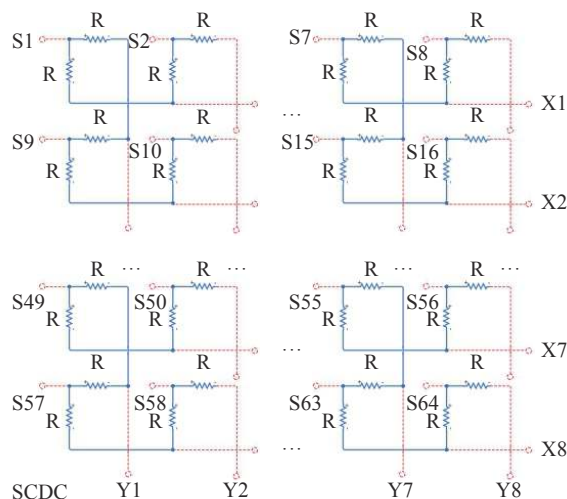 R R R R
S1 S2 S7 S8
R R R R
X1
R R … R R
S9 S10 S15 S16
R R R R
X2
R … R … R … R …
S49 S50 S55 S56
R R R R
… X7
R R R R
S57 S58 S63 S64
R R R R
… X8
SCDC Y1 Y2 Y7 Y8